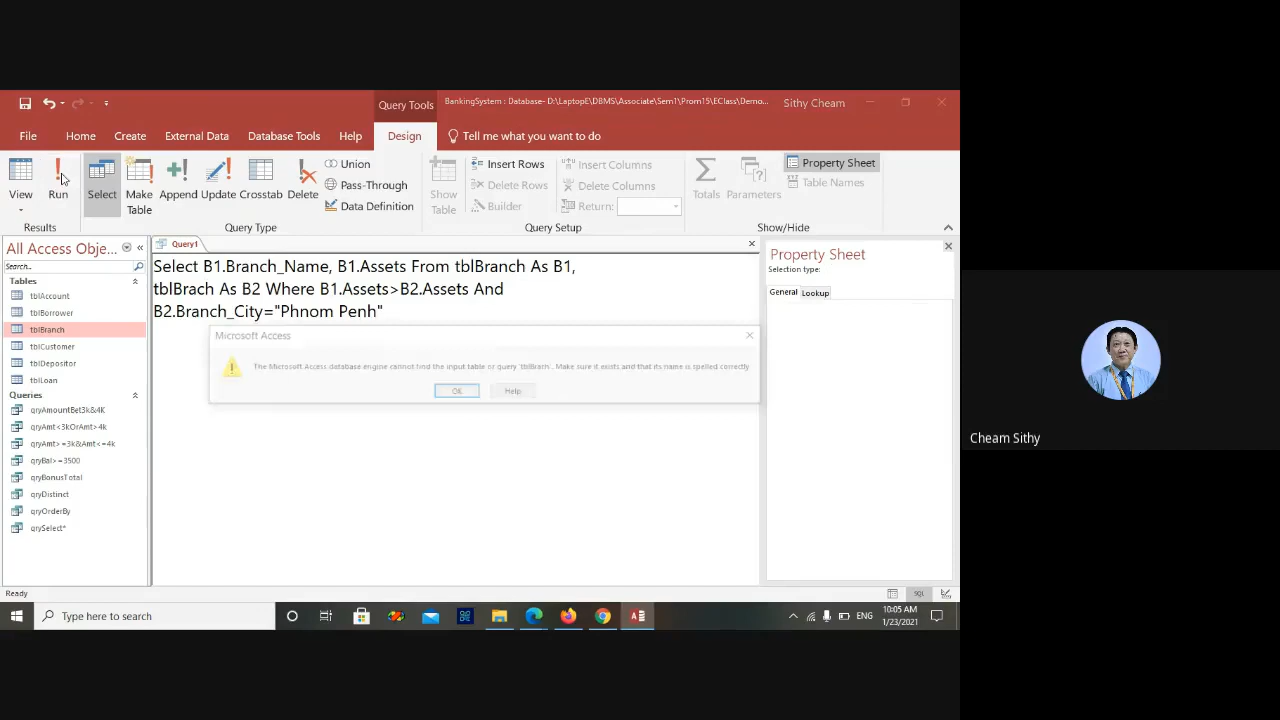 Query Tools
BankingSystem : Database- D:\LaptopE\DBMS\Associate\Sem1\Prom15\EClass\Demo...
Sithy Cheam
File
Home
Create
External Data
Database Tools
Help
Design
Tell me what you want to do
View
Run
Select
Make
Table
Append
Update
Crosstab
Delete
Union
Pass-Through
Data Definition
Show
Table
Insert Rows
Delete Rows
Builder
Insert Columns
Delete Columns
Return:
Totals
Parameters
Property Sheet
Table Names
Results
Query Type
Query Setup
Show/Hide
All Access Obje...
Search...
Tables
tblAccount
tblBorrower
tblBranch
tblCustomer
tblDepositor
tblLoan
Queries
qryAmountBet3k&4K
qryAmt<3kOrAmt>4k
qryAmt>=3k&Amt<=4k
qryBal>=3500
qryBonusTotal
qryDistinct
qryOrderBy
qrySelect*
Query1
Select B1.Branch_Name, B1.Assets From tblBranch As B1,
tblBrach As B2 Where B1.Assets>B2.Assets And
B2.Branch_City="Phnom Penh"
Microsoft Access
The Microsoft Access database engine cannot find the input table or query 'tblBrach'. Make sure it exists and that its name is spelled correctly
OK
Help
Property Sheet
Selection type:
General
Lookup
Ready
SQL
Type here to search
ENG
10:05 AM
1/23/2021
Cheam Sithy